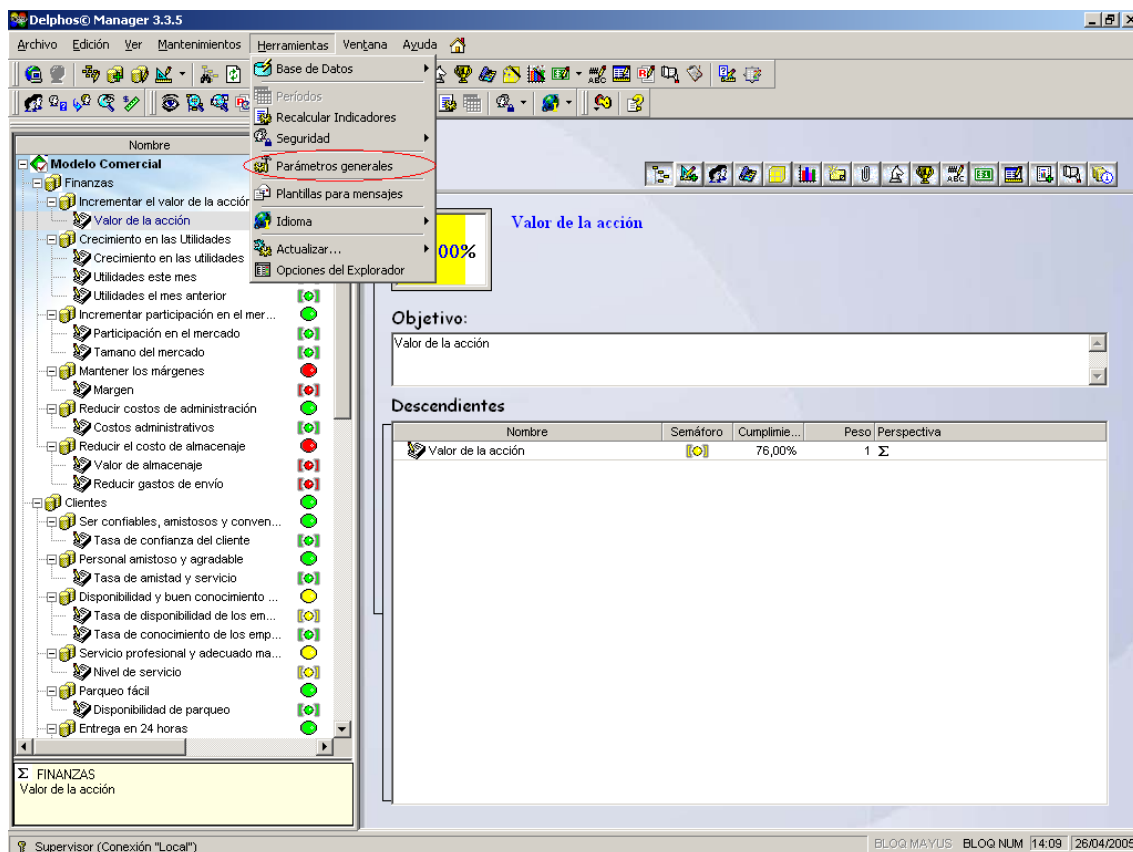 Delphos© Manager 3.3.5
Archivo Edición Ver Mantenimientos Herramientas Ventana Ayuda
Base de Datos
Períodos
Recalcular Indicadores
Seguridad
Parámetros generales
Plantillas para mensajes
Idioma
Actualizar...
Opciones del Explorador
Nombre
Modelo Comercial
Finanzas
Incrementar el valor de la acción
Valor de la acción
Crecimiento en las Utilidades
Crecimiento en las utilidades
Utilidades este mes
Utilidades el mes anterior
Incrementar participación en el mer...
Participación en el mercado
Tamano del mercado
Mantener los márgenes
Margen
Reducir costos de administración
Costos administrativos
Reducir el costo de almacenaje
Valor de almacenaje
Reducir gastos de envío
Clientes
Ser confiables, amistosos y conven...
Tasa de confianza del cliente
Personal amistoso y agradable
Tasa de amistad y servicio
Disponibilidad y buen conocimiento ...
Tasa de disponibilidad de los em...
Tasa de conocimiento de los emp...
Servicio profesional y adecuado ma...
Nivel de servicio
Parqueo fácil
Disponibilidad de parqueo
Entrega en 24 horas
Σ FINANZAS
Valor de la acción
00%
Valor de la acción
Objetivo:
Valor de la acción
Descendientes
Nombre Semáforo Cumplimie... Peso Perspectiva
Valor de la acción 76,00% 1 Σ
Supervisor (Conexión "Local") BLOQ MAYUS BLOQ NUM 14:09 26/04/2005